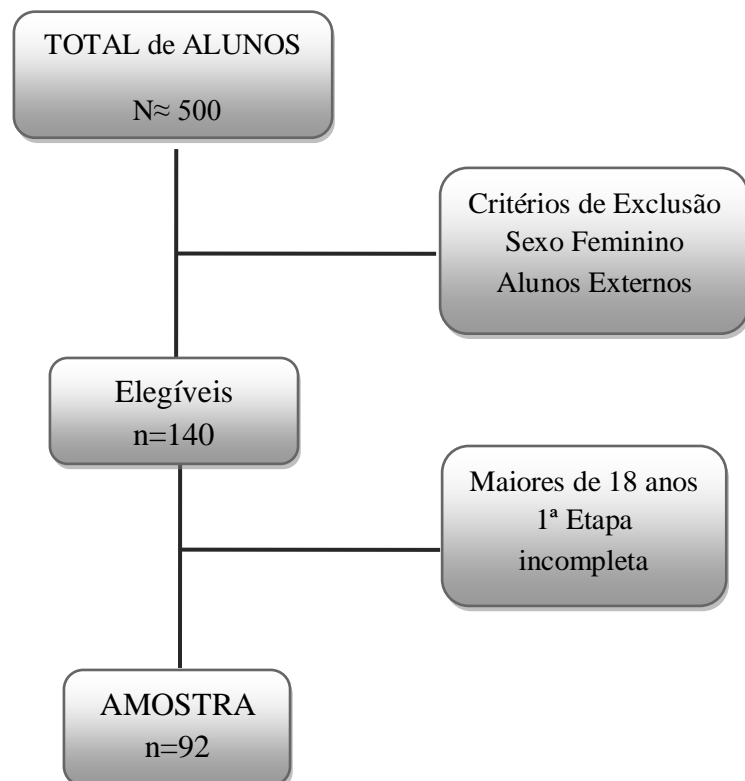 TOTAL de ALUNOS
N≈ 500
Critérios de Exclusão
Sexo Feminino
Alunos Externos
Elegíveis
n=140
Maiores de 18 anos
1ª Etapa
incompleta
AMOSTRA
n=92